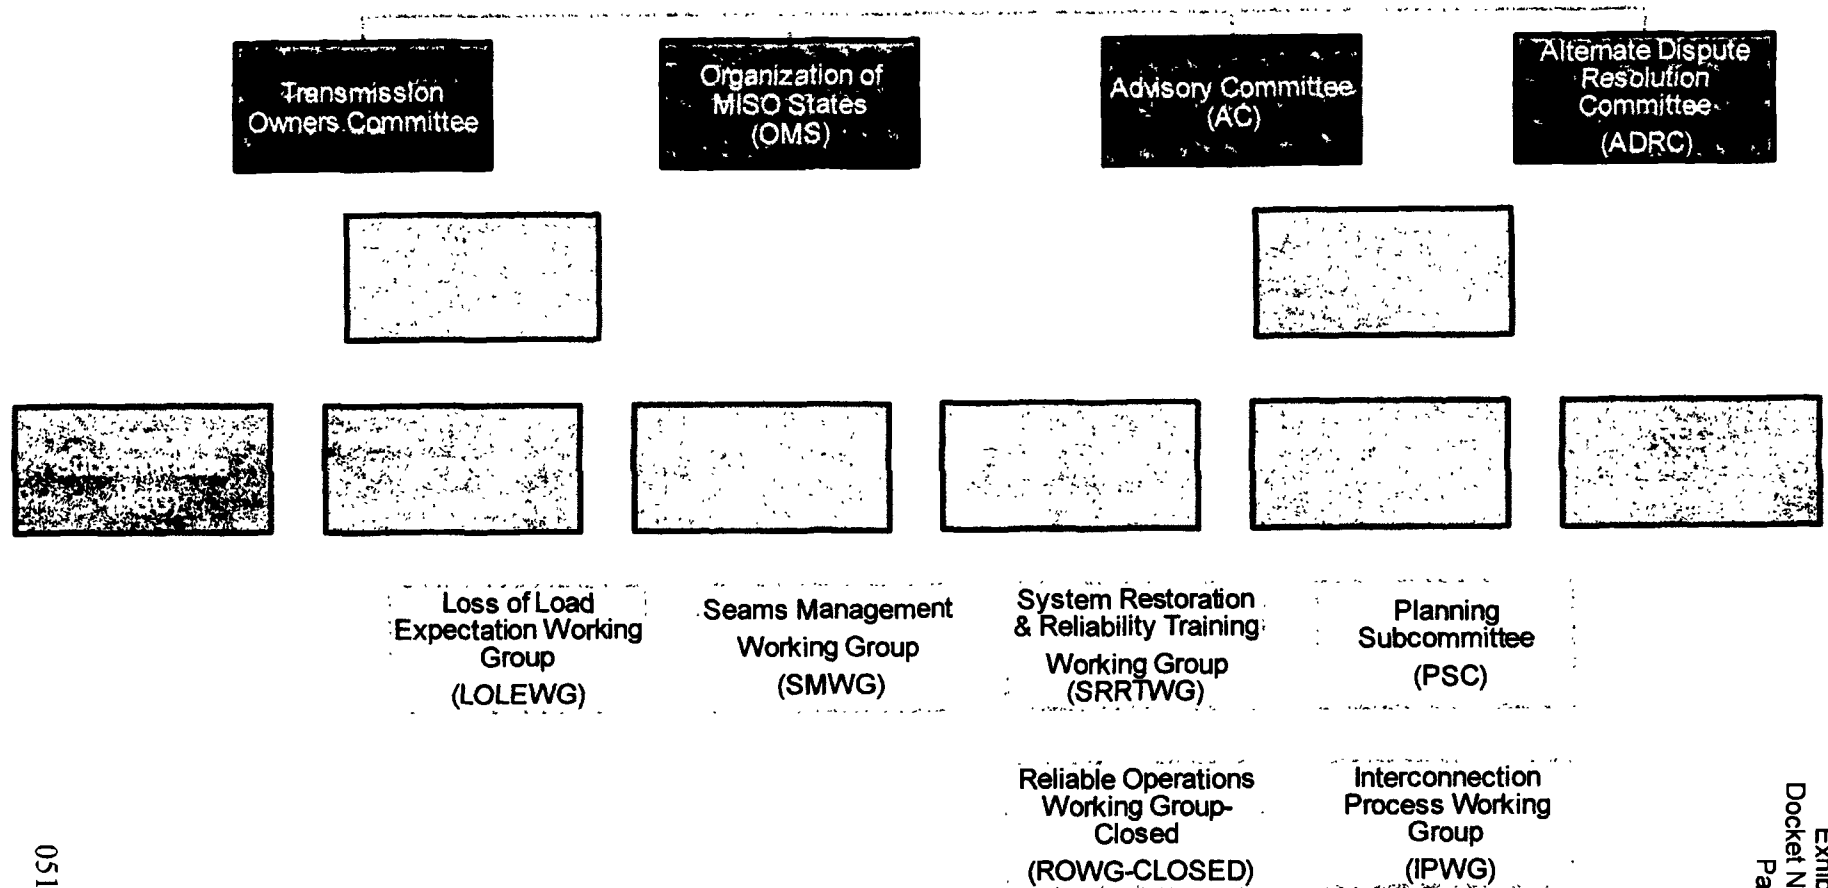 Transmission
Owners Committee
Organization of
MISO States
(OMS)
Advisory Committee
(AC)
Alternate Dispute
Resolution
Committee
(ADRC)
Loss of Load
Expectation Working
Group
(LOLEWG)
Seams Management
Working Group
(SMWG)
System Restoration
& Reliability Training
Working Group
(SRRTWG)
Planning
Subcommittee
(PSC)
Reliable Operations
Working Group-
Closed
(ROWG-CLOSED)
Interconnection
Process Working
Group
(IPWG)
Docket N
Pa
051